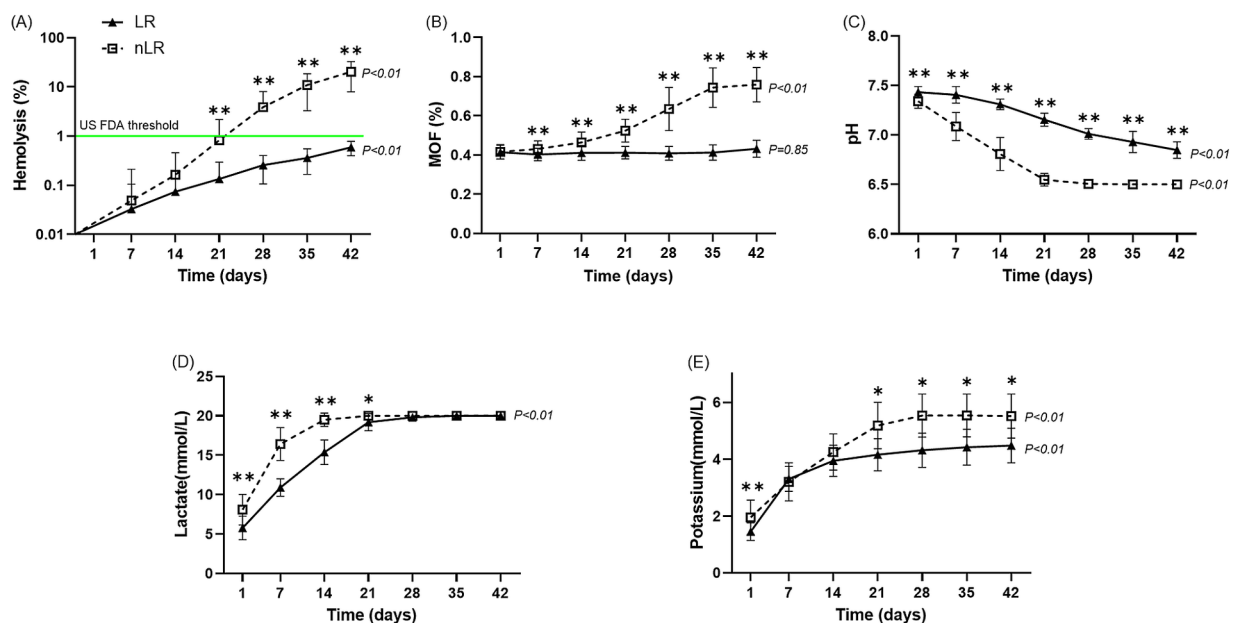 (A)
LR
nLR
Hemolysis (%)
100
10
1
0.1
0.01
US FDA threshold
**
**
**
**
P<0.01
P<0.01
1 7 14 21 28 35 42
Time (days)
(B)
MOF (%)
1.0
0.8
0.6
0.4
0.2
0.0
**
**
**
**
**
**
P<0.01
P=0.85
1 7 14 21 28 35 42
Time (days)
(C)
pH
8.0
7.5
7.0
6.5
6.0
**
**
**
**
**
**
**
P<0.01
P<0.01
1 7 14 21 28 35 42
Time (days)
(D)
Lactate(mmol/L)
25
20
15
10
5
0
**
**
**
*
P<0.01
1 7 14 21 28 35 42
Time (days)
(E)
Potassium(mmol/L)
6
4
2
0
**
*
*
*
*
P<0.01
P<0.01
1 7 14 21 28 35 42
Time (days)